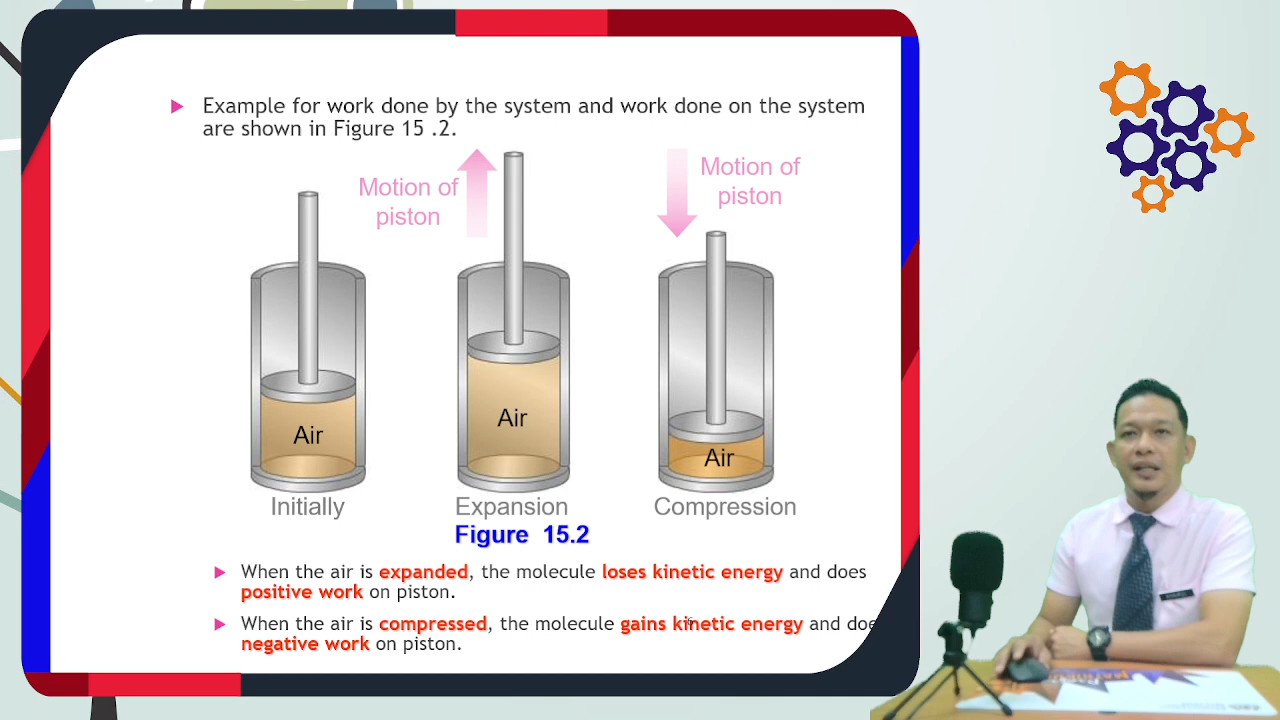 Example for work done by the system and work done on the system
are shown in Figure 15 .2.
Motion of
piston
Motion of
piston
Air
Air
Air
Initially
Expansion
Compression
Figure 15.2
When the air is expanded, the molecule loses kinetic energy and does
positive work on piston.
When the air is compressed, the molecule gains kinetic energy and doe
negative work on piston.